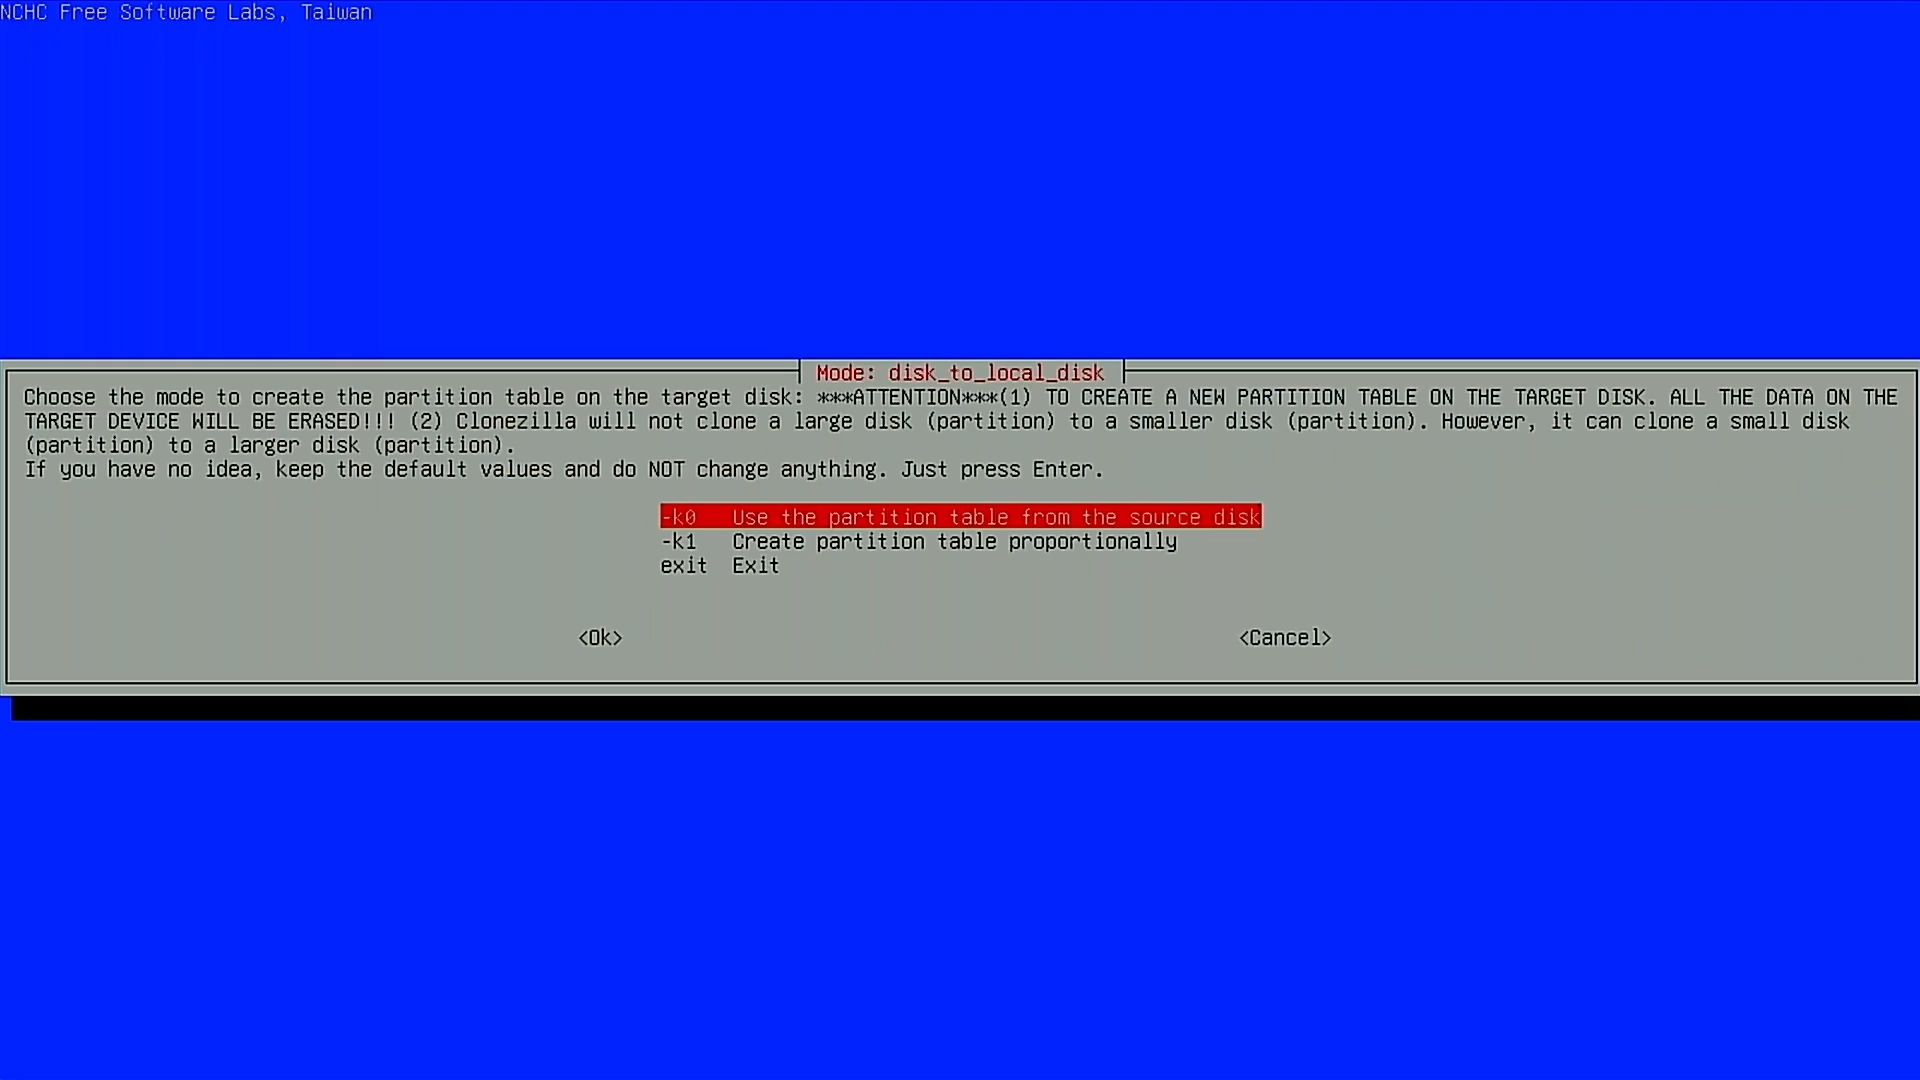 NCHC Free Software Labs, Taiwan
Mode: disk_to_local_disk
Choose the mode to create the partition table on the target disk: ***ATTENTION***(1) TO CREATE A NEW PARTITION TABLE ON THE TARGET DISK. ALL THE DATA ON THE
TARGET DEVICE WILL BE ERASED!!! (2) Clonezilla will not clone a large disk (partition) to a smaller disk (partition). However, it can clone a small disk
(partition) to a larger disk (partition).
If you have no idea, keep the default values and do NOT change anything. Just press Enter.
-k0 Use the partition table from the source disk
-k1 Create partition table proportionally
exit Exit
<Ok> <Cancel>